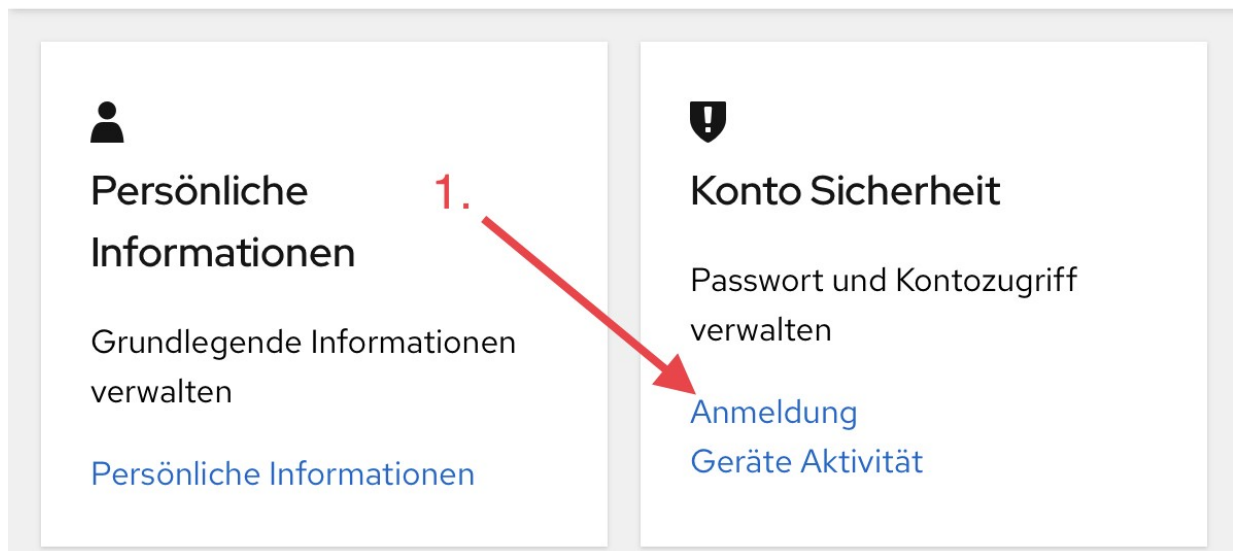 Persönliche
Informationen
Grundlegende Informationen
verwalten
Persönliche Informationen
1.
Konto Sicherheit
Passwort und Kontozugriff
verwalten
Anmeldung
Geräte Aktivität